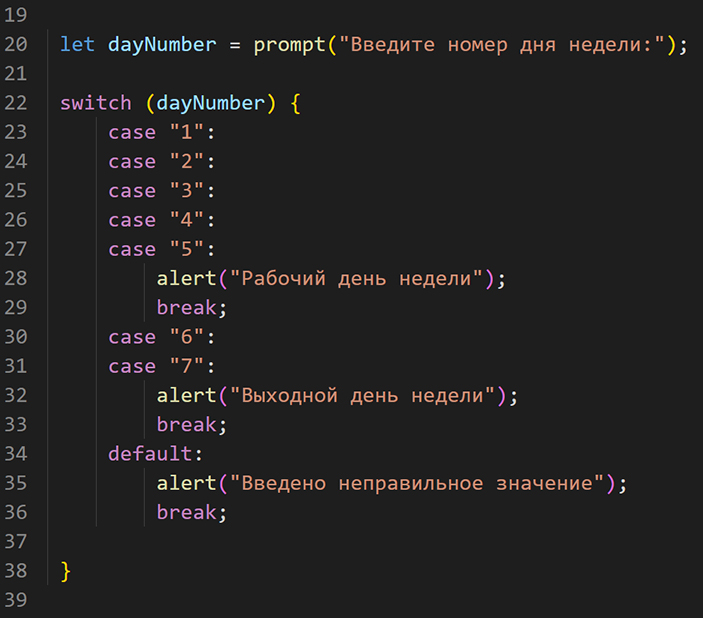 19
20 let dayNumber = prompt("Введите номер дня недели:");
21
22 switch (dayNumber) {
23 case "1":
24 case "2":
25 case "3":
26 case "4":
27 case "5":
28 alert("Рабочий день недели");
29 break;
30 case "6":
31 case "7":
32 alert("Выходной день недели");
33 break;
34 default:
35 alert("Введено неправильное значение");
36 break;
37
38 }
39